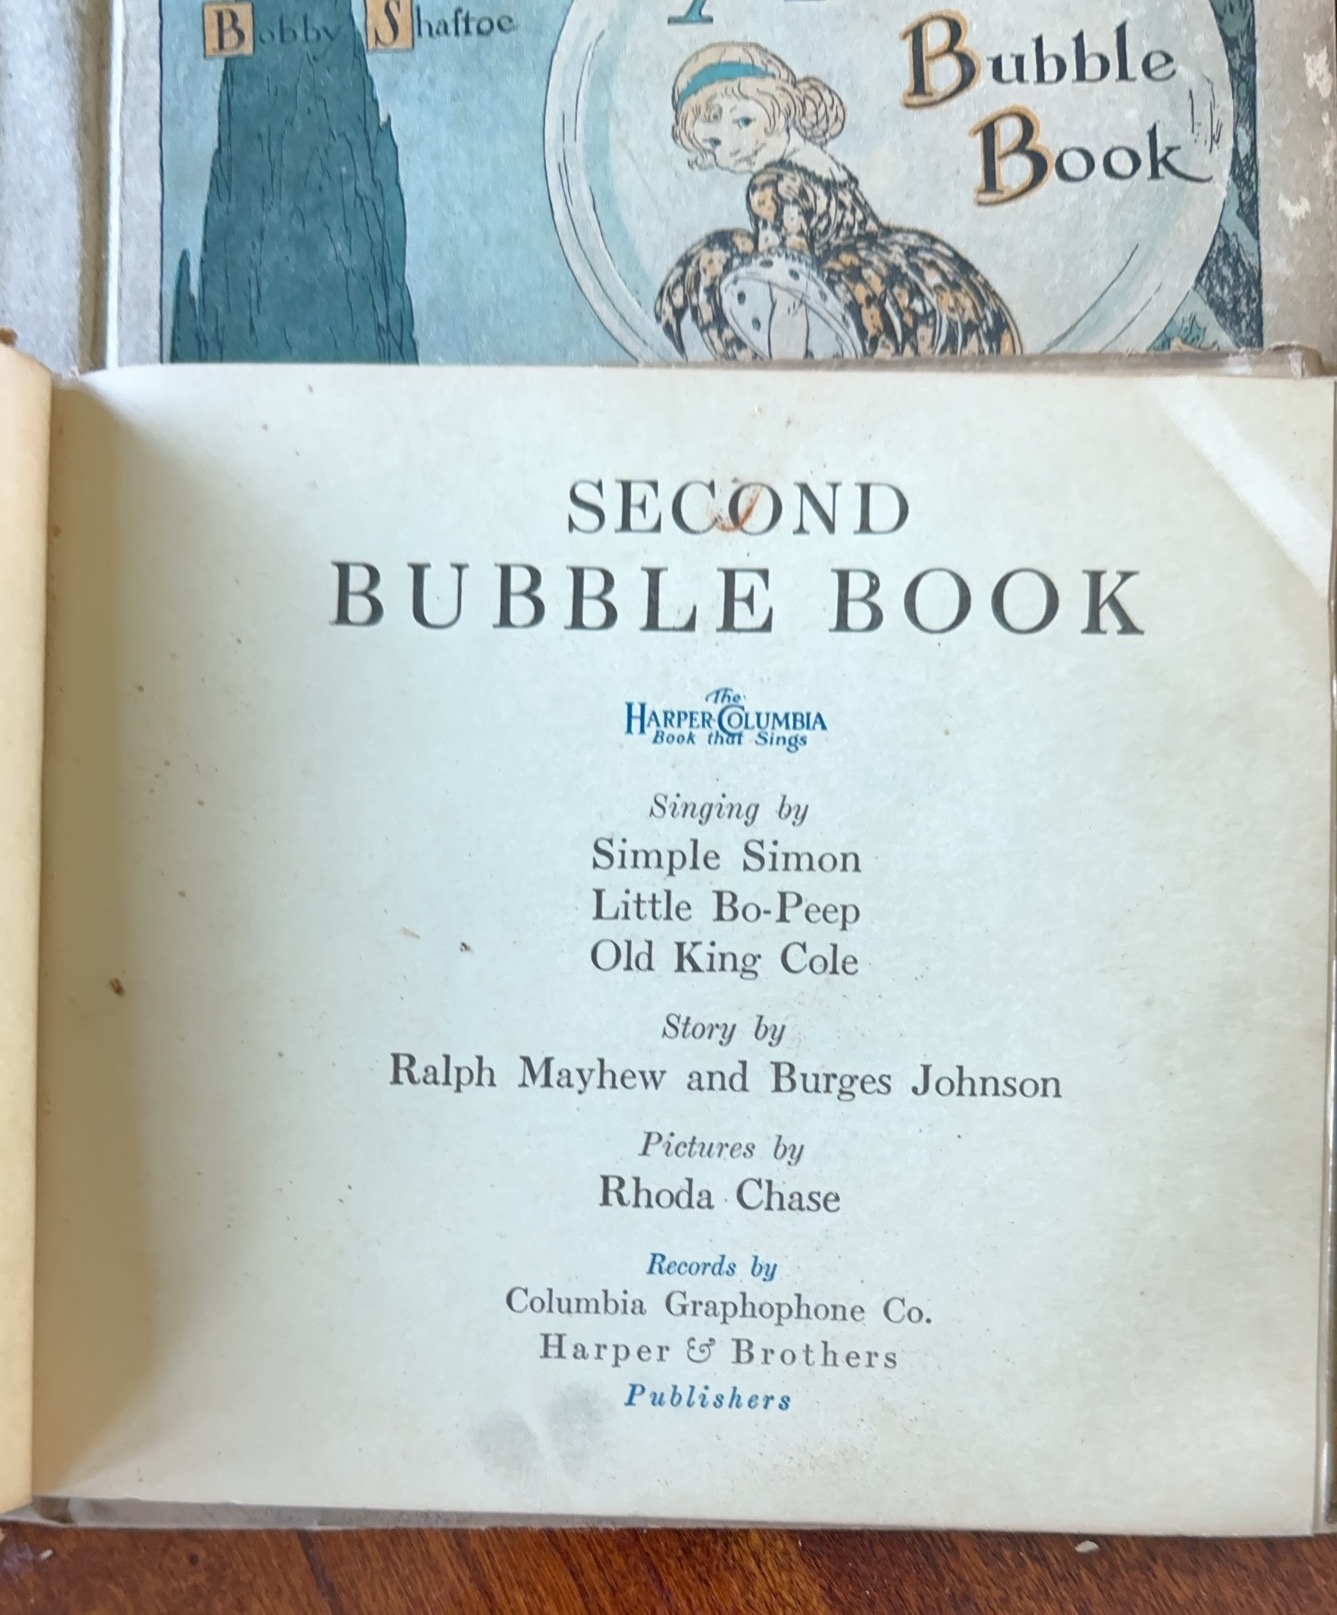 Bobby Shaftoe
Bubble
Book
SECOND
BUBBLE BOOK
The
HARPER COLUMBIA
Book that Sings
Singing by
Simple Simon
Little Bo-Peep
Old King Cole
Story by
Ralph Mayhew and Burges Johnson
Pictures by
Rhoda Chase
Records by
Columbia Graphophone Co.
Harper & Brothers
Publishers